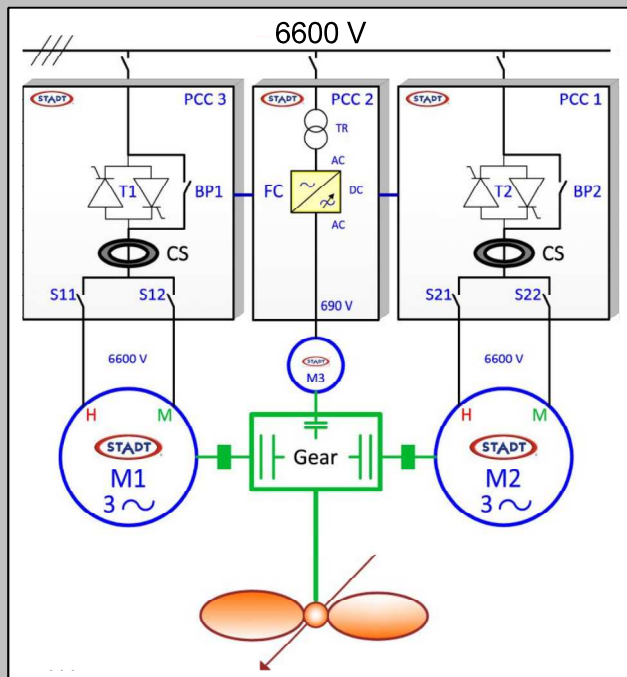 6600 V
STADT PCC 3
STADT PCC 2
STADT PCC 1
TR
AC
T1 BP1
FC DC
T2 BP2
AC
CS
CS
S11 S12
690 V
S21 S22
6600 V
6600 V
STADT
M3
H M
H M
STADT
Gear
STADT
M1
M2
3
3